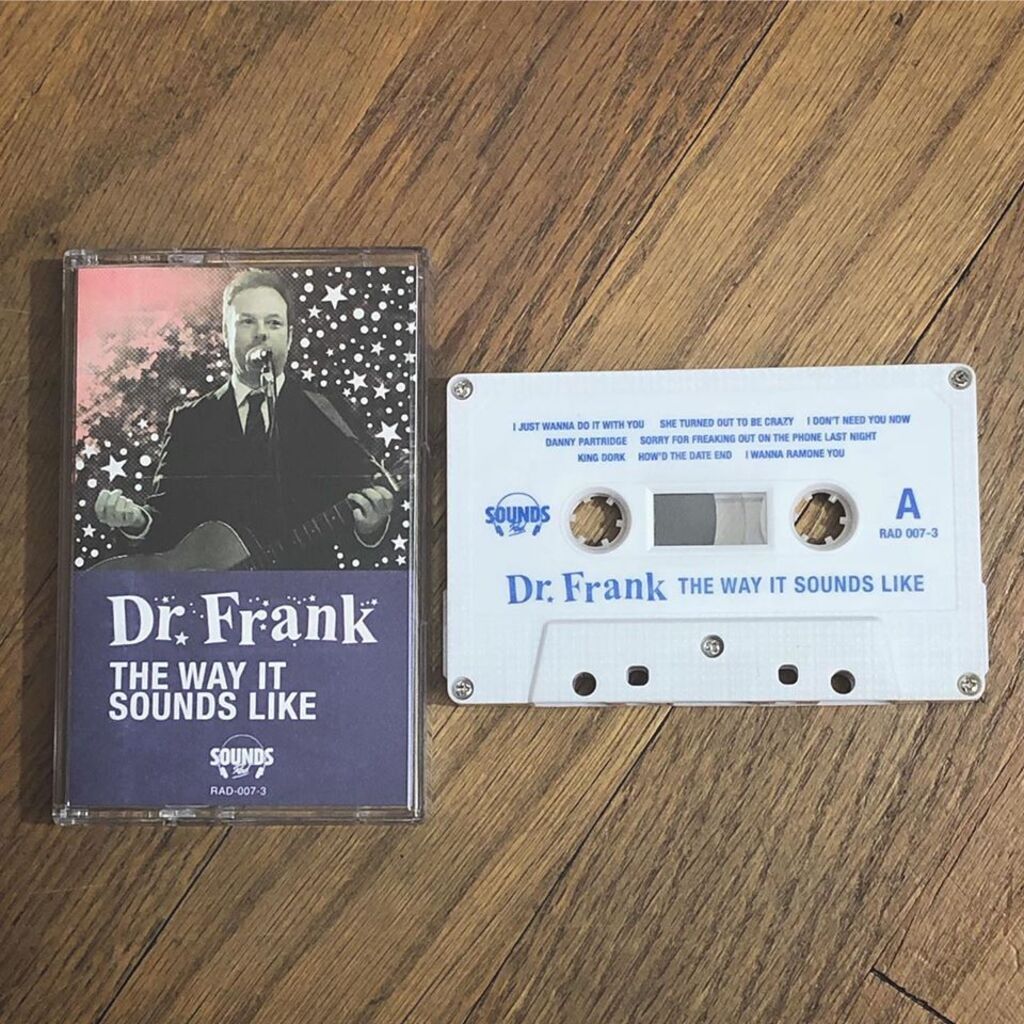 Dr. Frank
THE WAY IT
SOUNDS LIKE
SOUNDS
Rad
RAD-007-3
I JUST WANNA DO IT WITH YOU SHE TURNED OUT TO BE CRAZY I DON'T NEED YOU NOW
DANNY PARTRIDGE SORRY FOR FREAKING OUT ON THE PHONE LAST NIGHT
KING DORK HOW'D THE DATE END I WANNA RAMONE YOU
SOUNDS
Rad
A
RAD 007-3
Dr. Frank THE WAY IT SOUNDS LIKE